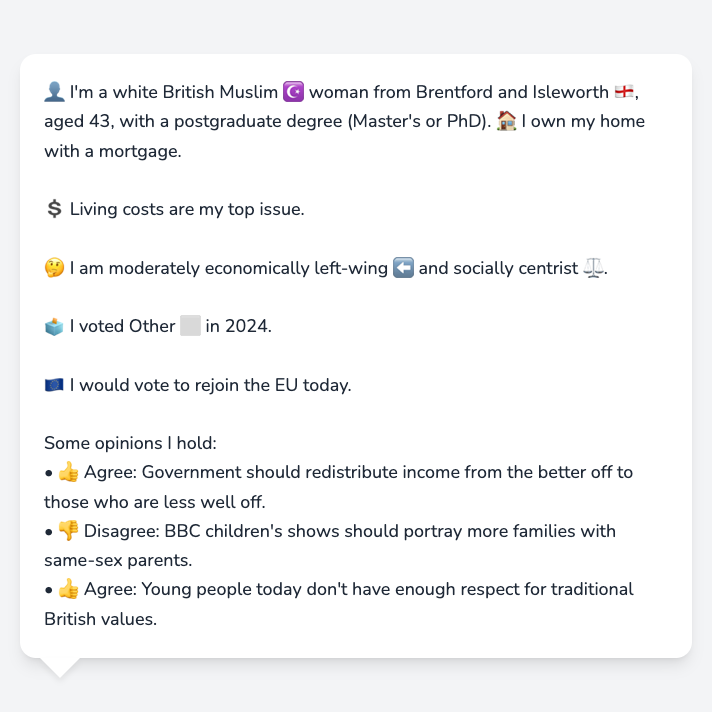 👤 I'm a white British Muslim ☪️ woman from Brentford and Isleworth 🏴󠁧󠁢󠁥󠁮󠁧󠁿,
aged 43, with a postgraduate degree (Master's or PhD). 🏠 I own my home
with a mortgage.
💲 Living costs are my top issue.
🤔 I am moderately economically left-wing ⬅️ and socially centrist ⚖️.
🗳️ I voted Other ⬜ in 2024.
🇪🇺 I would vote to rejoin the EU today.
Some opinions I hold:
• 👍 Agree: Government should redistribute income from the better off to
those who are less well off.
• 👎 Disagree: BBC children's shows should portray more families with
same-sex parents.
• 👍 Agree: Young people today don't have enough respect for traditional
British values.